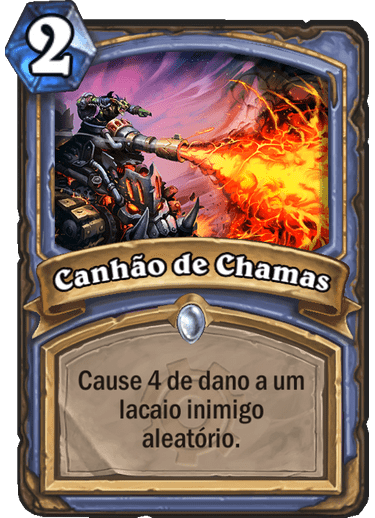 2
Canhão de Chamas
Cause 4 de dano a um
lacaio inimigo
aleatório.